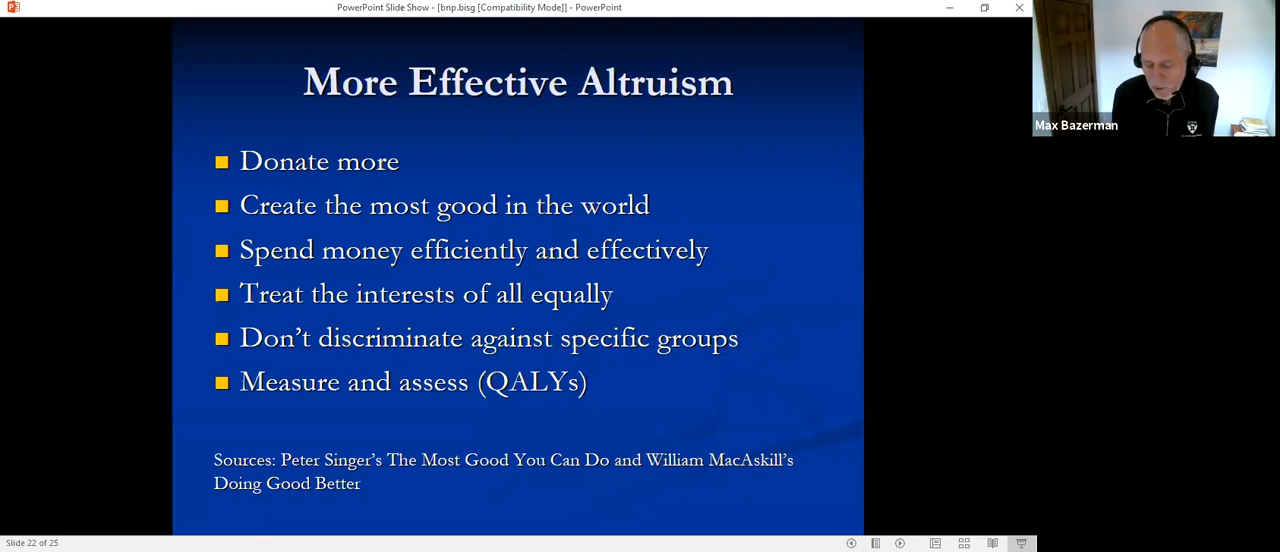 PowerPoint Slide Show - [bnp.bisg [Compatibility Mode]] - PowerPoint
More Effective Altruism
Donate more
Create the most good in the world
Spend money efficiently and effectively
Treat the interests of all equally
Don't discriminate against specific groups
Measure and assess (QALYs)
Sources: Peter Singer's The Most Good You Can Do and William MacAskill's
Doing Good Better
Slide 22 of 25
Max Bazerman